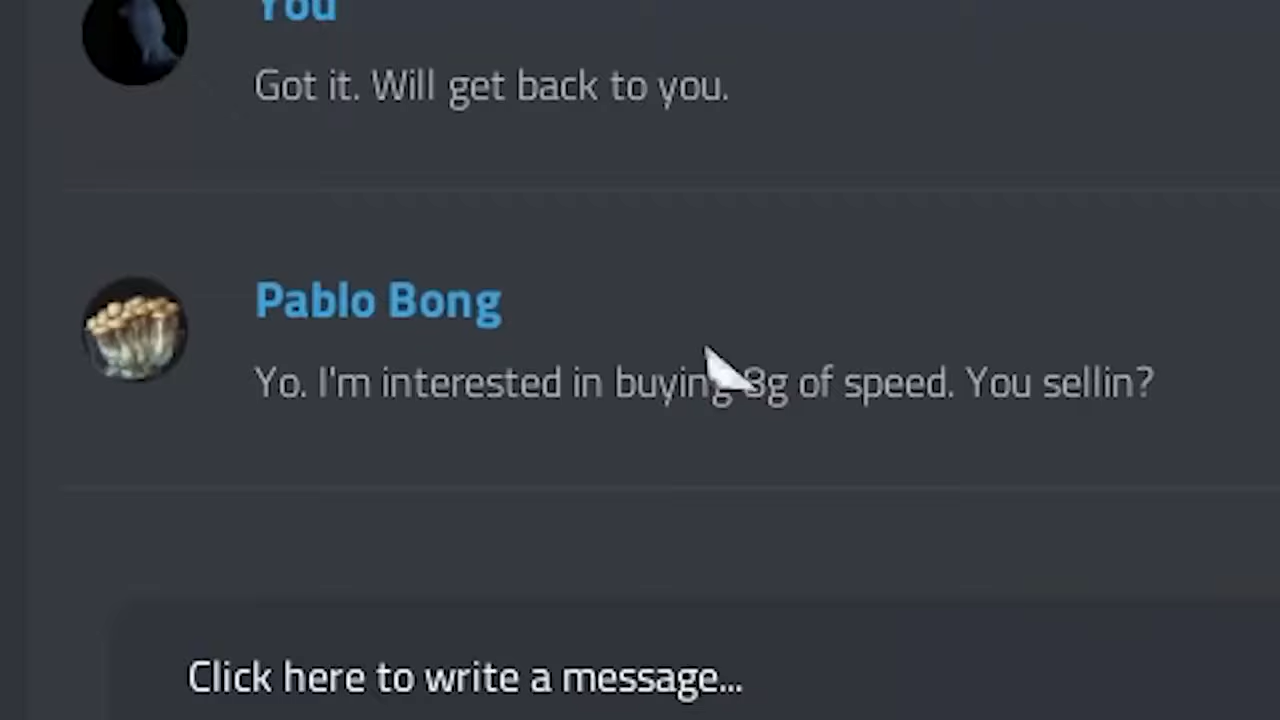 You
Got it. Will get back to you.
Pablo Bong
Yo. I'm interested in buying 8g of speed. You sellin?
Click here to write a message...